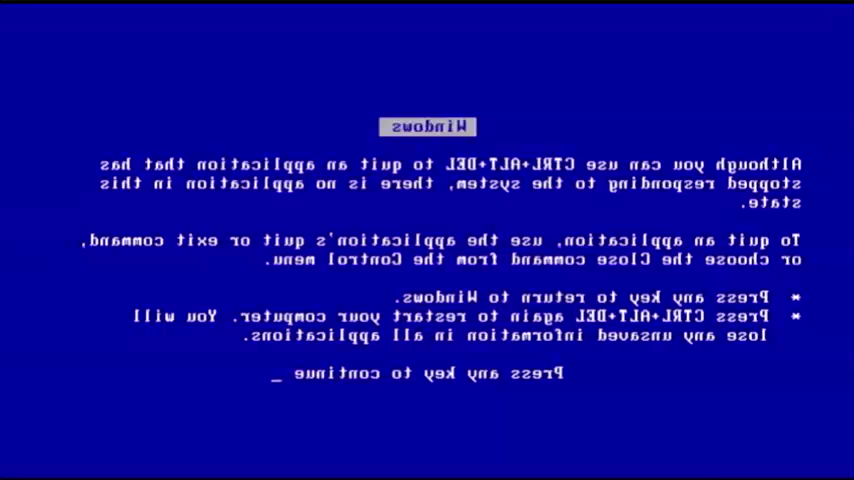 Windows
Although you can use CTRL+ALT+DEL to quit an application that has
stopped responding to the system, there is no application in this
state.
To quit an application, use the application's quit or exit command,
or choose the Close command from the Control menu.
* Press any key to return to Windows.
* Press CTRL+ALT+DEL again to restart your computer. You will
lose any unsaved information in all applications.
Press any key to continue _